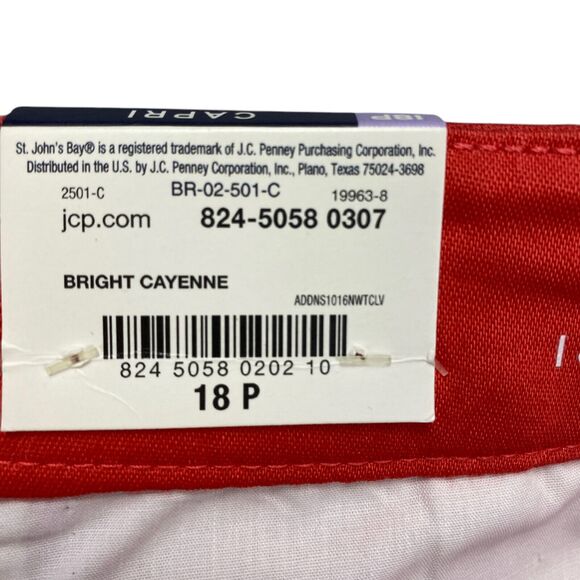 CAPRI
18P
St. John's Bay® is a registered trademark of J.C. Penney Purchasing Corporation, Inc.
Distributed in the U.S. by J.C. Penney Corporation, Inc., Plano, Texas 75024-3698
2501-C BR-02-501-C 19963-8
jcp.com 824-5058 0307
BRIGHT CAYENNE
ADDNS1016NWTCLV
824 5058 0202 10
18 P